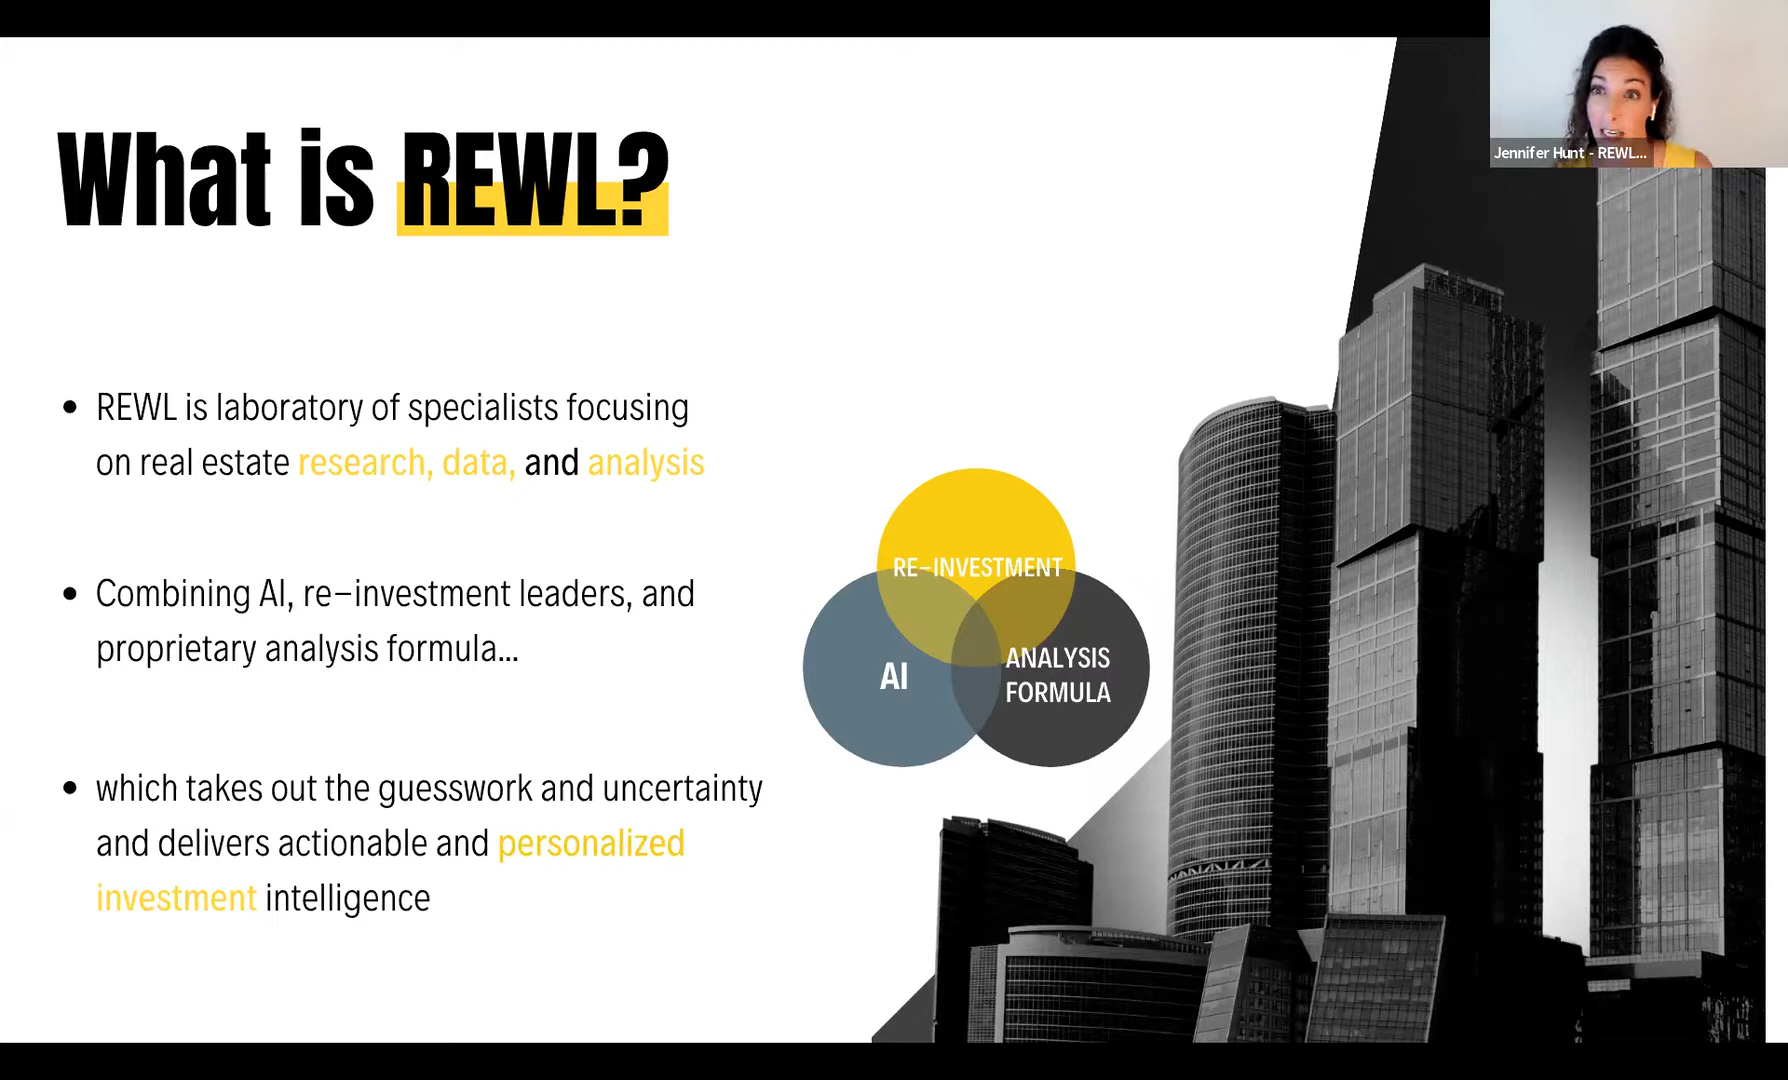 What is REWL?
Jennifer Hunt - REWL...
• REWL is laboratory of specialists focusing
on real estate research, data, and analysis
• Combining AI, re–investment leaders, and
proprietary analysis formula...
• which takes out the guesswork and uncertainty
and delivers actionable and personalized
investment intelligence
RE–INVESTMENT
AI
ANALYSIS
FORMULA